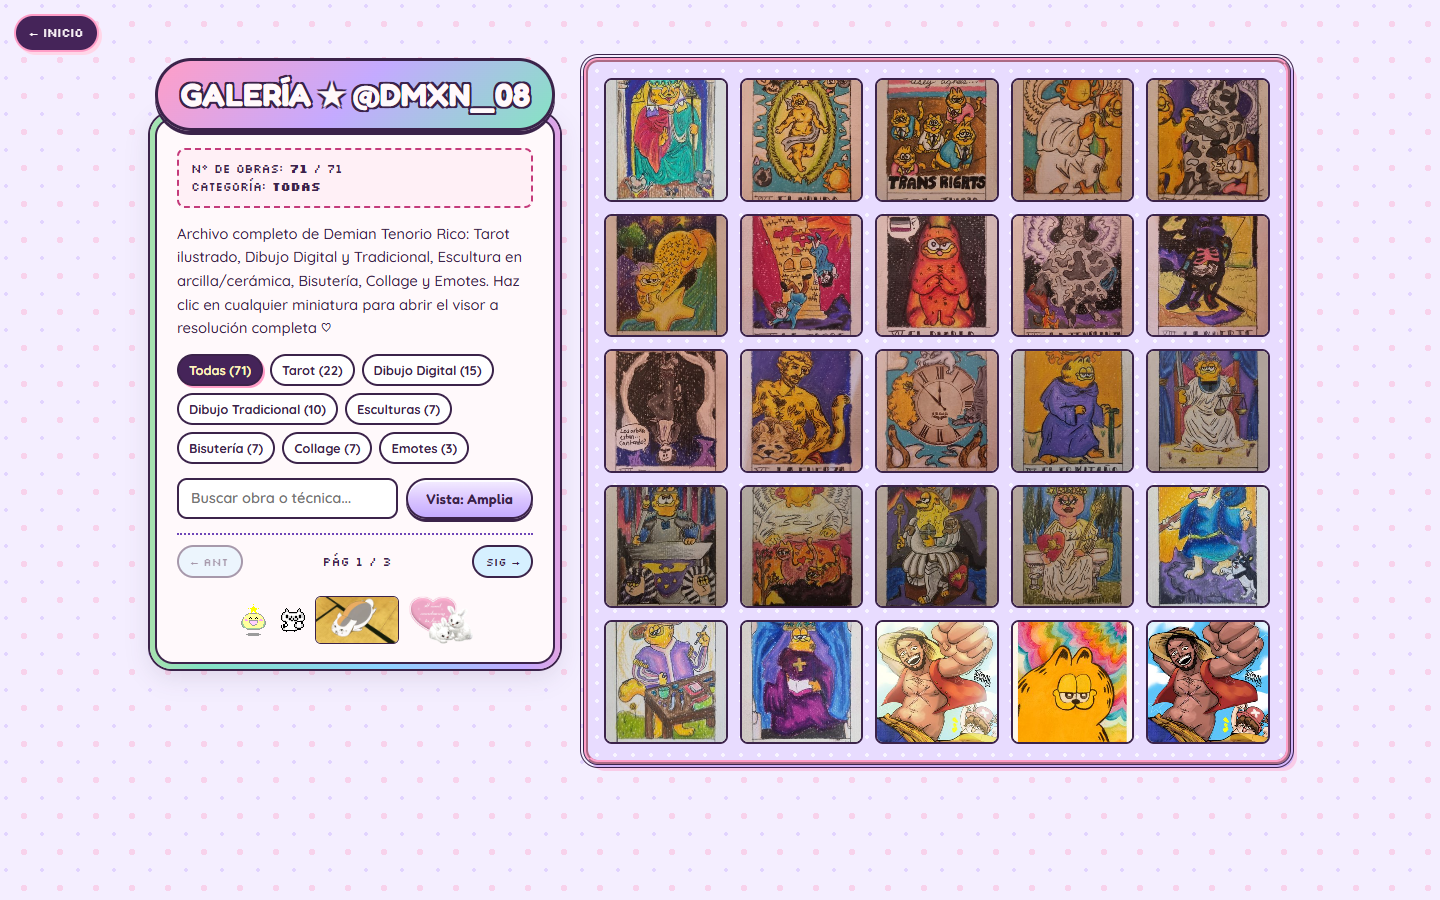 ← INICIO
GALERÍA ★ @DMXN_08
N° DE OBRAS: 71 / 71
CATEGORÍA: TODAS
Archivo completo de Demian Tenorio Rico: Tarot
ilustrado, Dibujo Digital y Tradicional, Escultura en
arcilla/cerámica, Bisutería, Collage y Emotes. Haz
clic en cualquier miniatura para abrir el visor a
resolución completa ♡
Todas (71)
Tarot (22)
Dibujo Digital (15)
Dibujo Tradicional (10)
Esculturas (7)
Bisutería (7)
Collage (7)
Emotes (3)
Buscar obra o técnica...
Vista: Amplia
← ANT
PÁG 1 / 3
SIG →
TRANS RIGHTS